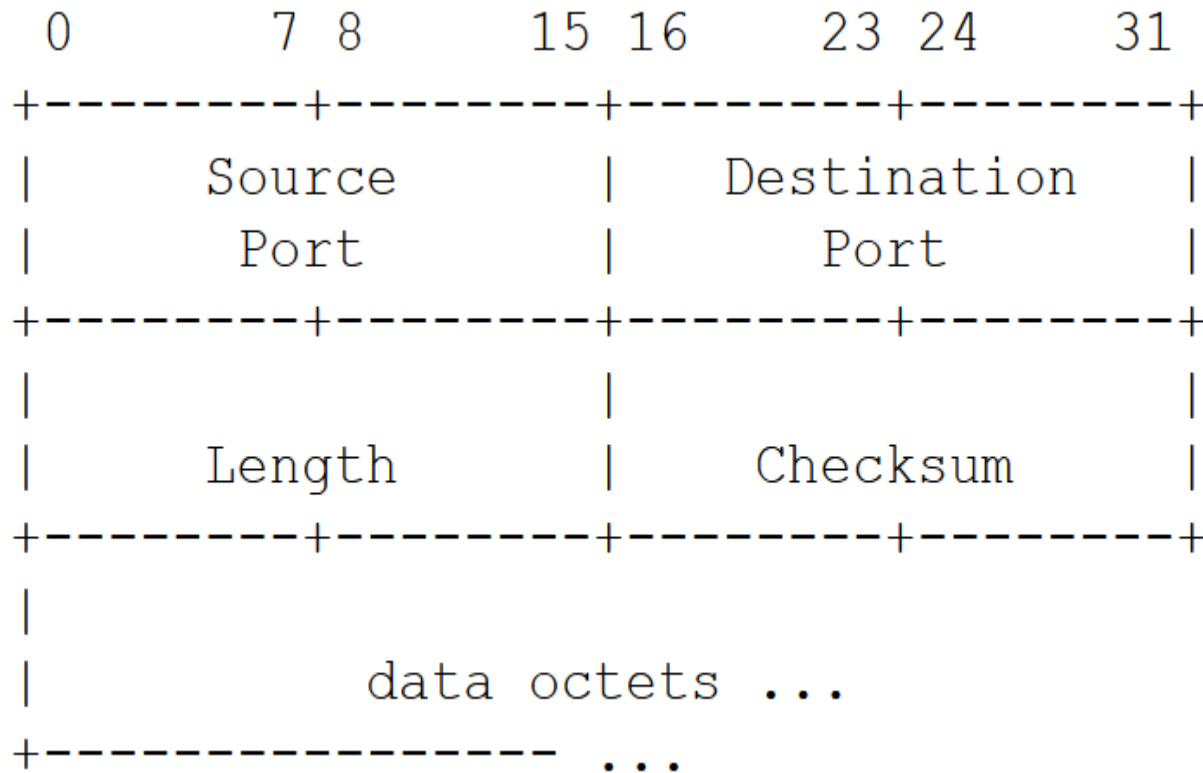 0      7 8     15 16    23 24    31
+--------+--------+--------+--------+
|     Source      |   Destination   |
|      Port       |      Port       |
+--------+--------+--------+--------+
|                 |                 |
|     Length      |    Checksum     |
+--------+--------+--------+--------+
|
|          data octets ...
+---------------- ...